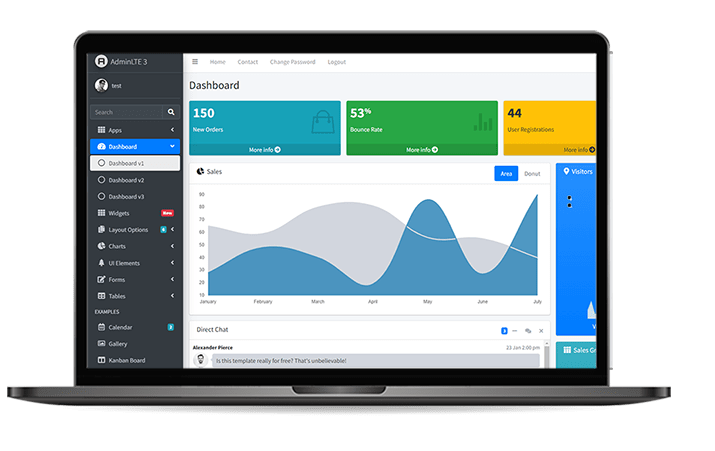 AdminLTE 3
test
Search
Apps
Dashboard
Dashboard v1
Dashboard v2
Dashboard v3
Widgets New
Layout Options 6
Charts
UI Elements
Forms
Tables
EXAMPLES
Calendar 2
Gallery
Kanban Board
Home Contact Change Password Logout
Dashboard
150
New Orders
More info
53%
Bounce Rate
More info
44
User Registrations
More info
Sales
Area Donut
90
80
70
60
50
40
30
20
10
January February March April May June July
Visitors
V
Sales Gr
Direct Chat
3
Alexander Pierce 23 Jan 2:00 pm
Is this template really for free? That's unbelievable!